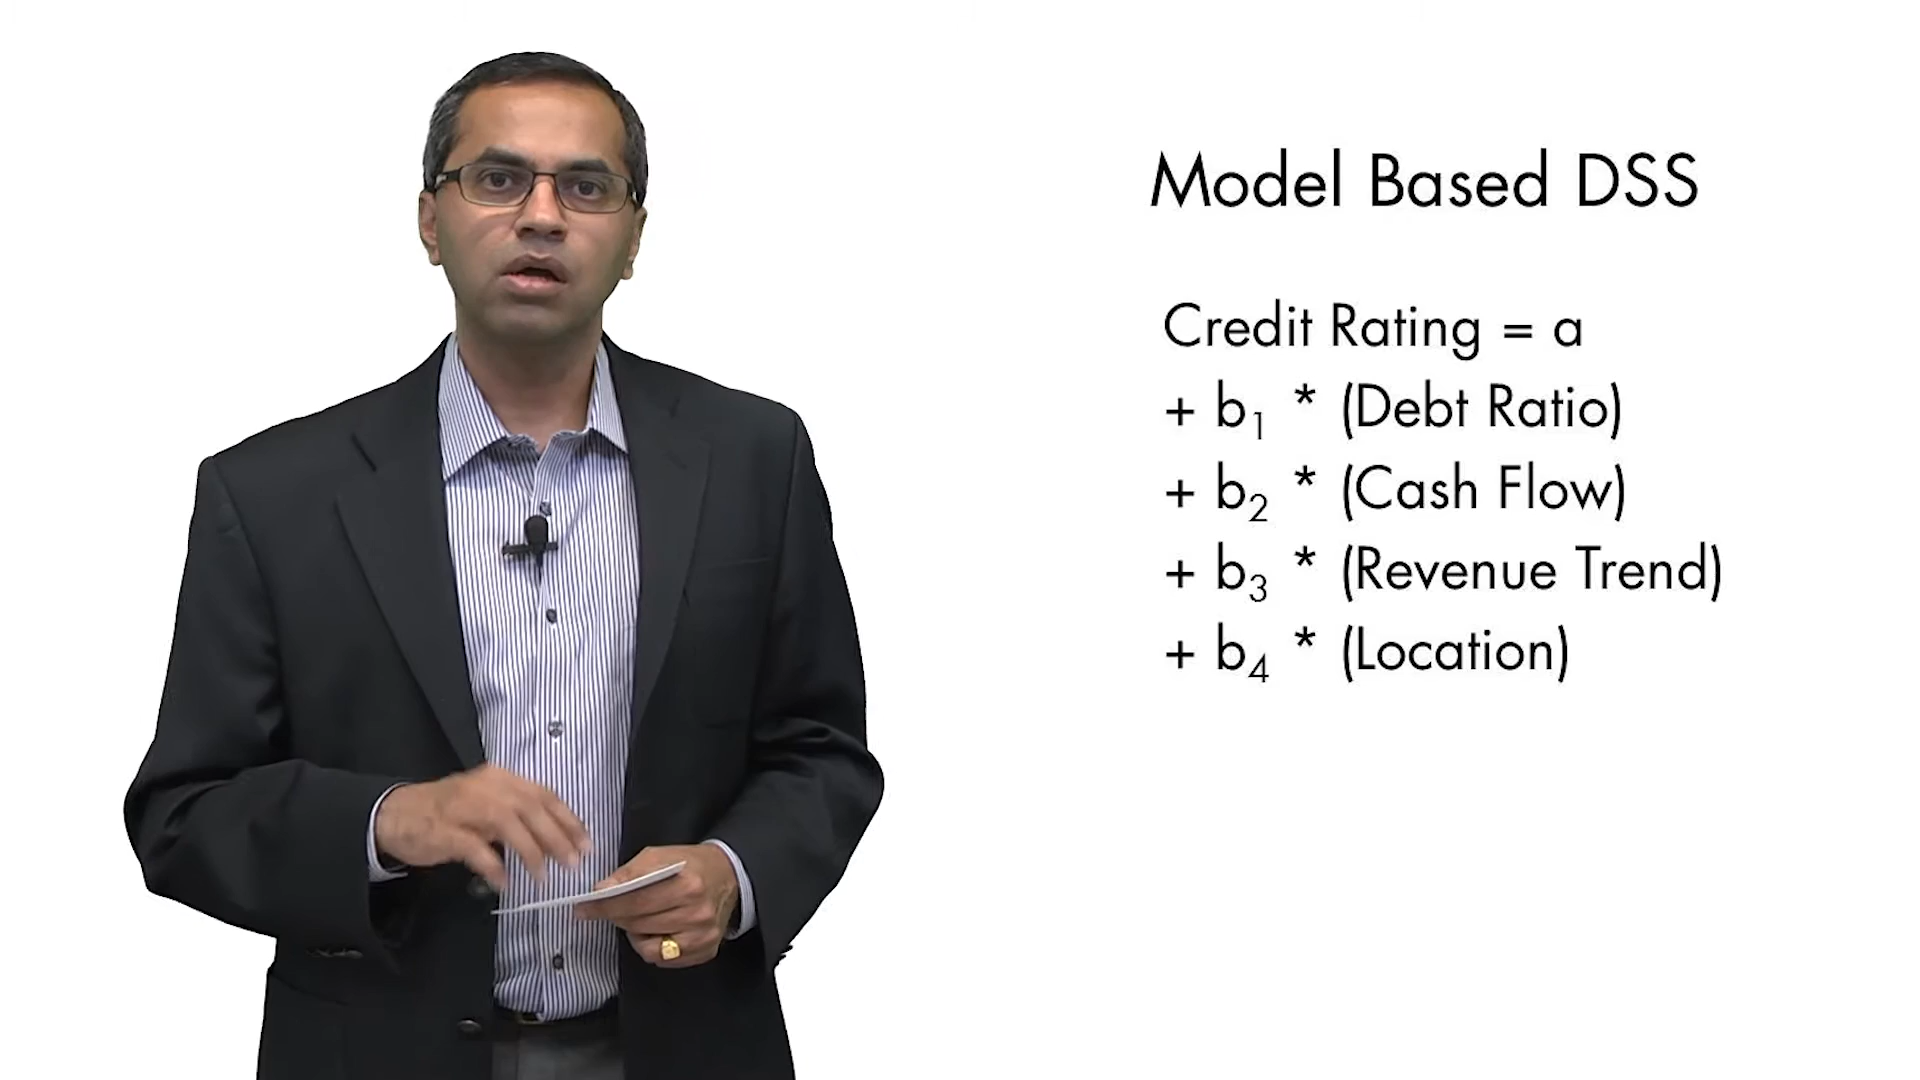 Model Based DSS
Credit Rating = a
+ b₁ * (Debt Ratio)
+ b₂ * (Cash Flow)
+ b₃ * (Revenue Trend)
+ b₄ * (Location)